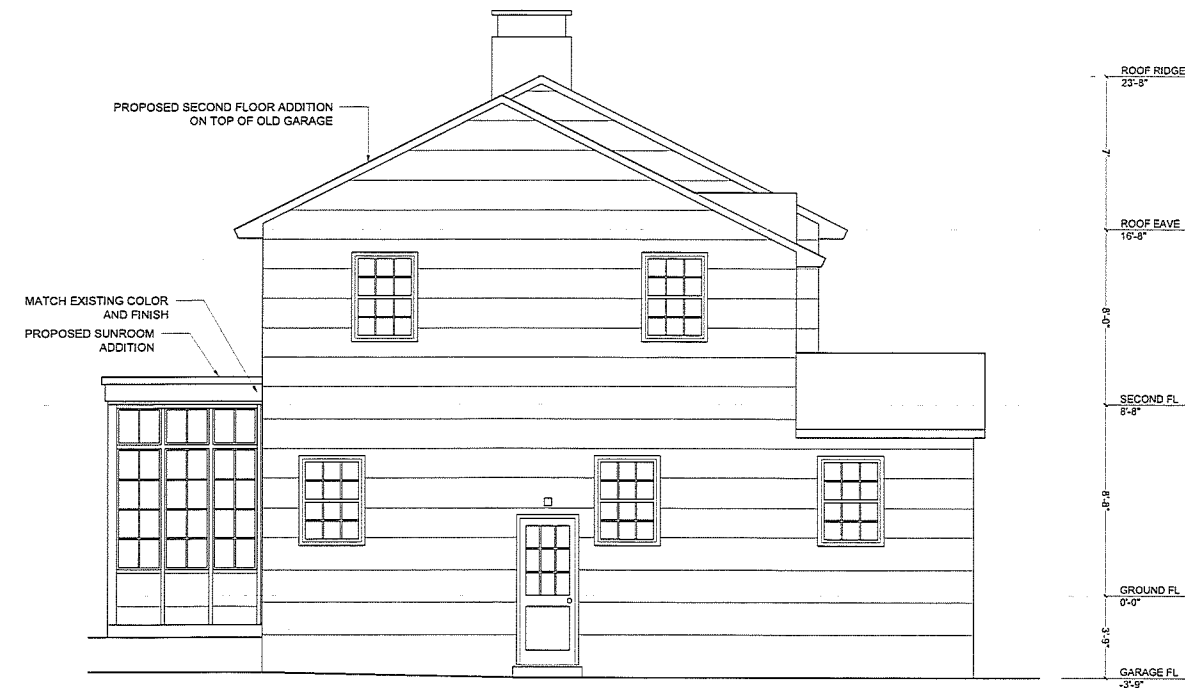 PROPOSED SECOND FLOOR ADDITION
ON TOP OF OLD GARAGE
MATCH EXISTING COLOR
AND FINISH
PROPOSED SUNROOM
ADDITION
ROOF RIDGE
23'-8"
7'
ROOF EAVE
16'-8"
8'-0"
SECOND FL
8'-8"
8'-8"
GROUND FL
0'-0"
3'-9"
GARAGE FL
-3'-9"